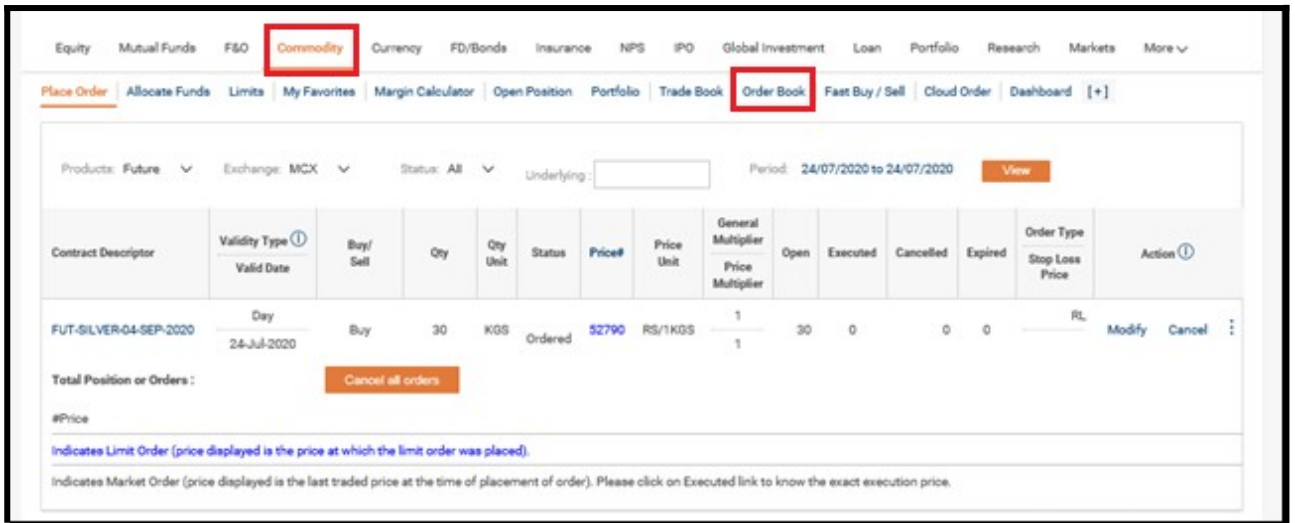 Equity Mutual Funds F&O Commodity Currency FD/Bonds Insurance NPS IPO Global Investment Loan Portfolio Research Markets More
Place Order Allocate Funds Limits My Favorites Margin Calculator Open Position Portfolio Trade Book Order Book Fast Buy / Sell Cloud Order Dashboard [+]
Products: Future Exchange: MCX Status: All Underlying : Period: 24/07/2020 to 24/07/2020 View
Contract Descriptor Validity Type Valid Date Buy/ Sell Qty Qty Unit Status Price# Price Unit General Multiplier Price Multiplier Open Executed Cancelled Expired Order Type Stop Loss Price Action
FUT-SILVER-04-SEP-2020 Day 24-Jul-2020 Buy 30 KGS Ordered 52790 RS/1KGS 1 1 30 0 0 0 RL Modify Cancel
Total Position or Orders : Cancel all orders
#Price
Indicates Limit Order (price displayed is the price at which the limit order was placed).
Indicates Market Order (price displayed is the last traded price at the time of placement of order). Please click on Executed link to know the exact execution price.